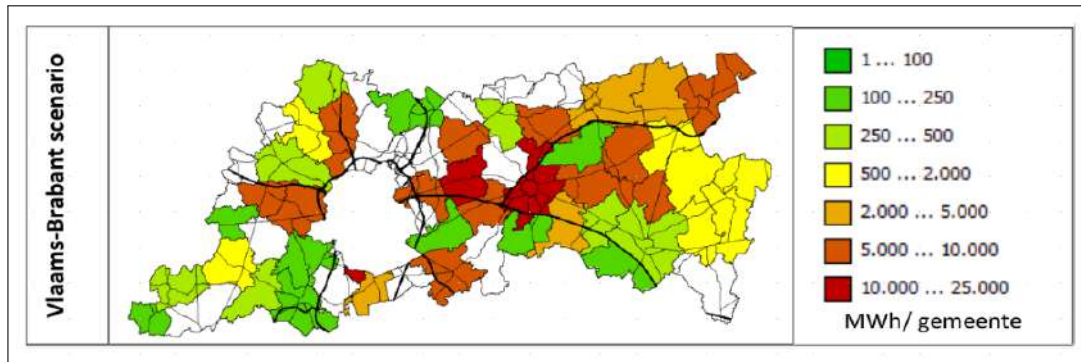 Vlaams-Brabant scenario
1 ... 100
100 ... 250
250 ... 500
500 ... 2.000
2.000 ... 5.000
5.000 ... 10.000
10.000 ... 25.000
MWh/ gemeente